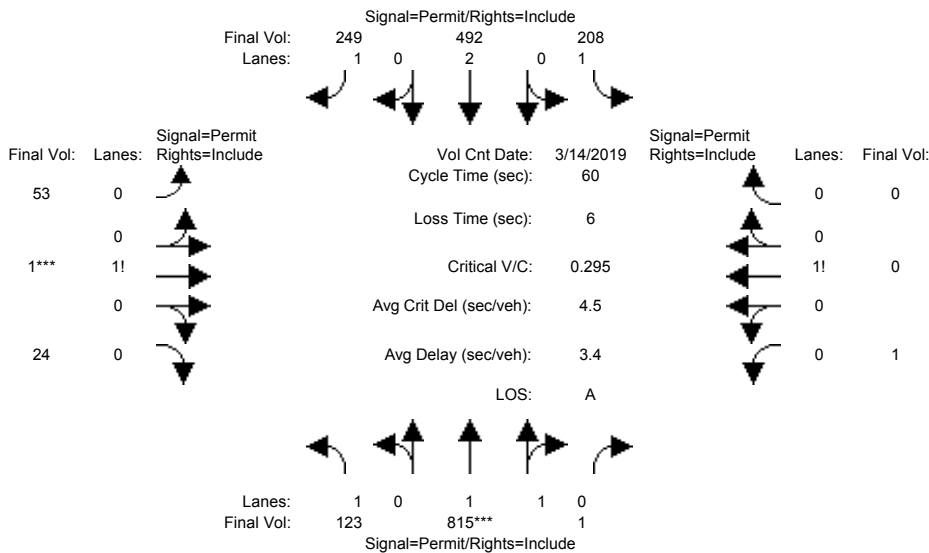 Signal=Permit/Rights=Include
Final Vol: 249 492 208
Lanes: 1 0 2 0 1
Signal=Permit Signal=Permit
Final Vol: Lanes: Rights=Include Vol Cnt Date: 3/14/2019 Rights=Include Lanes: Final Vol:
Cycle Time (sec): 60
53 0 0 0
Loss Time (sec): 6
0 0
1*** 1! Critical V/C: 0.295 1! 0
0 Avg Crit Del (sec/veh): 4.5 0
24 0 Avg Delay (sec/veh): 3.4 0 1
LOS: A
Lanes: 1 0 1 1 0
Final Vol: 123 815*** 1
Signal=Permit/Rights=Include